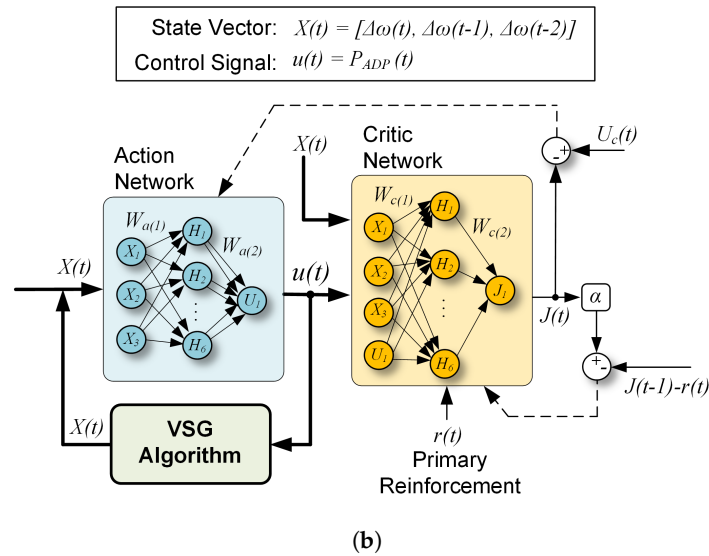 State Vector: X(t) = [Δω(t), Δω(t-1), Δω(t-2)]
Control Signal: u(t) = P_ADP (t)
Action
Network
X(t)
Critic
Network
- +
U_c(t)
W_a(1)
W_a(2)
W_c(1)
W_c(2)
X_1
X_2
X_3
H_1
H_2
⋮
H_6
U_1
X_1
X_2
X_3
U_1
H_1
H_2
⋮
H_6
J_1
X(t)
u(t)
J(t)
α
+ -
J(t-1)-r(t)
X(t)
VSG
Algorithm
r(t)
Primary
Reinforcement
(b)